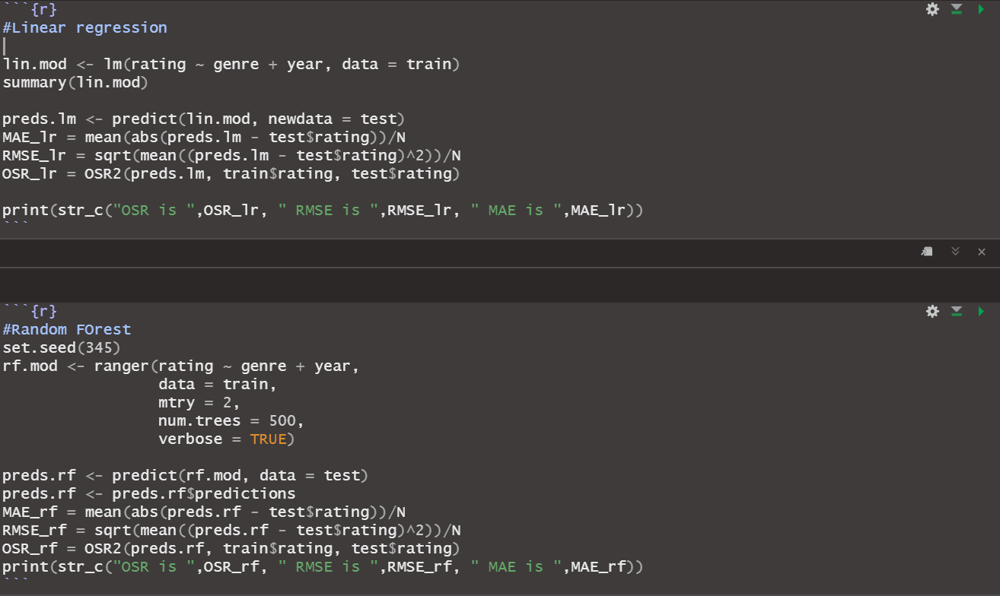 ```{r}
#Linear regression
lin.mod <- lm(rating ~ genre + year, data = train)
summary(lin.mod)
preds.lm <- predict(lin.mod, newdata = test)
MAE_lr = mean(abs(preds.lm - test$rating))/N
RMSE_lr = sqrt(mean((preds.lm - test$rating)^2))/N
OSR_lr = OSR2(preds.lm, train$rating, test$rating)
print(str_c("OSR is ",OSR_lr, " RMSE is ",RMSE_lr, " MAE is ",MAE_lr))
```
```{r}
#Random FOrest
set.seed(345)
rf.mod <- ranger(rating ~ genre + year,
data = train,
mtry = 2,
num.trees = 500,
verbose = TRUE)
preds.rf <- predict(rf.mod, data = test)
preds.rf <- preds.rf$predictions
MAE_rf = mean(abs(preds.rf - test$rating))/N
RMSE_rf = sqrt(mean((preds.rf - test$rating)^2))/N
OSR_rf = OSR2(preds.rf, train$rating, test$rating)
print(str_c("OSR is ",OSR_rf, " RMSE is ",RMSE_rf, " MAE is ",MAE_rf))
```